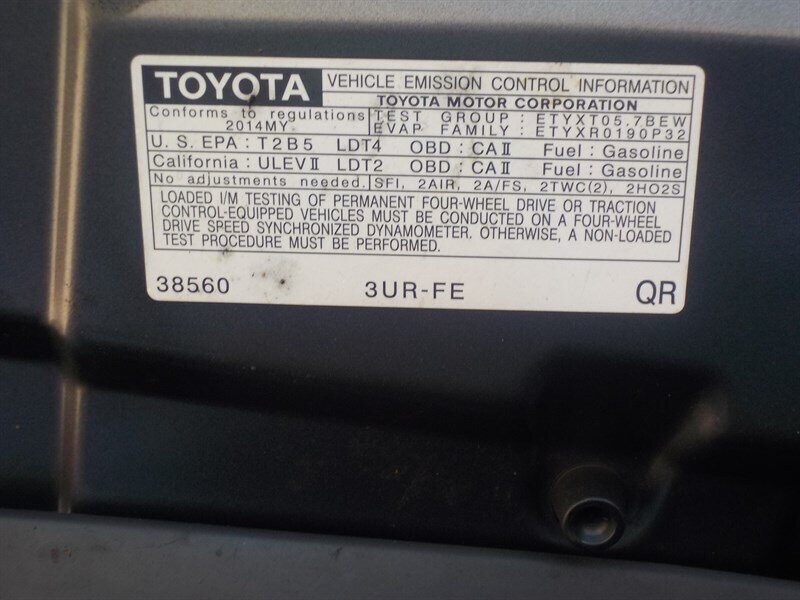 TOYOTA VEHICLE EMISSION CONTROL INFORMATION
TOYOTA MOTOR CORPORATION
Conforms to regulations
2014MY
TEST GROUP : ETYXT05.7BEW
EVAP FAMILY : ETYXR0190P32
U. S. EPA : T2B5 LDT4 OBD : CAⅡ Fuel : Gasoline
California : ULEVⅡ LDT2 OBD : CAⅡ Fuel : Gasoline
No adjustments needed. SFI, 2AIR, 2A/FS, 2TWC(2), 2HO2S
LOADED I/M TESTING OF PERMANENT FOUR-WHEEL DRIVE OR TRACTION
CONTROL-EQUIPPED VEHICLES MUST BE CONDUCTED ON A FOUR-WHEEL
DRIVE SPEED SYNCHRONIZED DYNAMOMETER. OTHERWISE, A NON-LOADED
TEST PROCEDURE MUST BE PERFORMED.
38560 3UR-FE QR